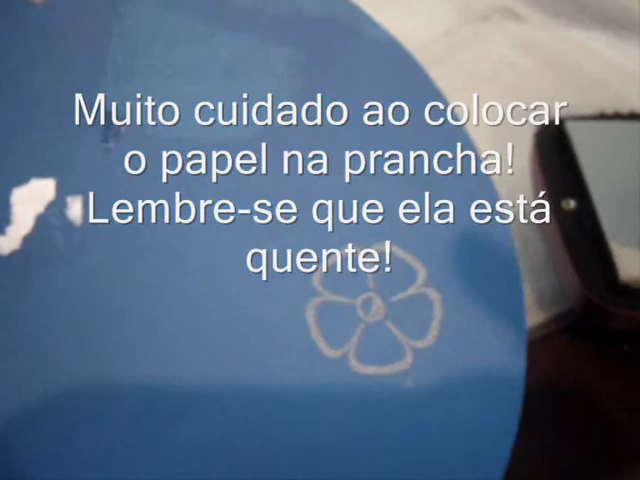 Muito cuidado ao colocar
o papel na prancha!
Lembre-se que ela está
quente!